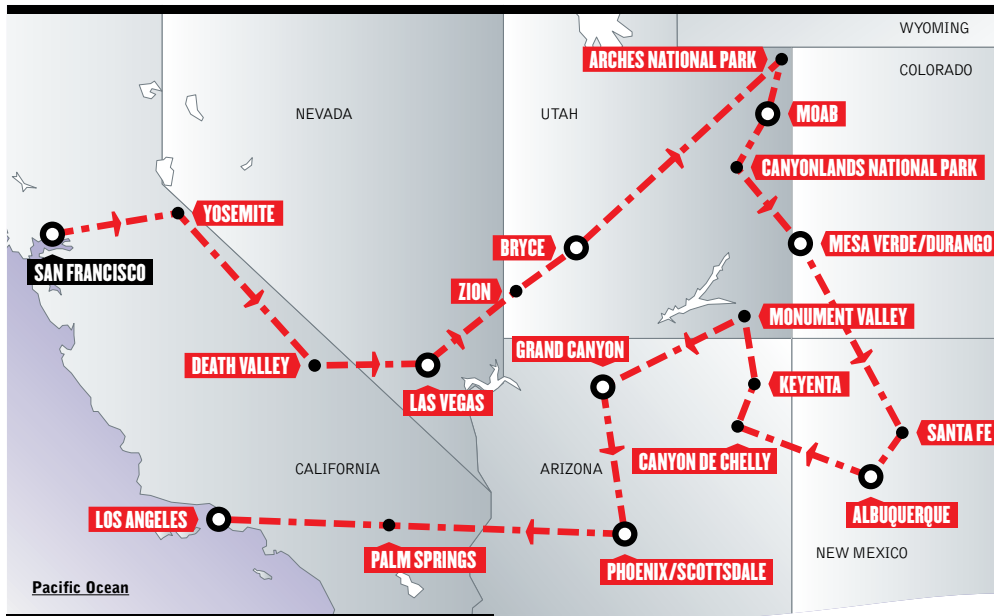 WYOMING
ARCHES NATIONAL PARK
COLORADO
NEVADA
UTAH
MOAB
CANYONLANDS NATIONAL PARK
YOSEMITE
BRYCE
MESA VERDE/DURANGO
SAN FRANCISCO
ZION
MONUMENT VALLEY
GRAND CANYON
DEATH VALLEY
KEYENTA
LAS VEGAS
SANTA FE
CANYON DE CHELLY
CALIFORNIA
ARIZONA
LOS ANGELES
ALBUQUERQUE
PALM SPRINGS
NEW MEXICO
PHOENIX/SCOTTSDALE
Pacific Ocean